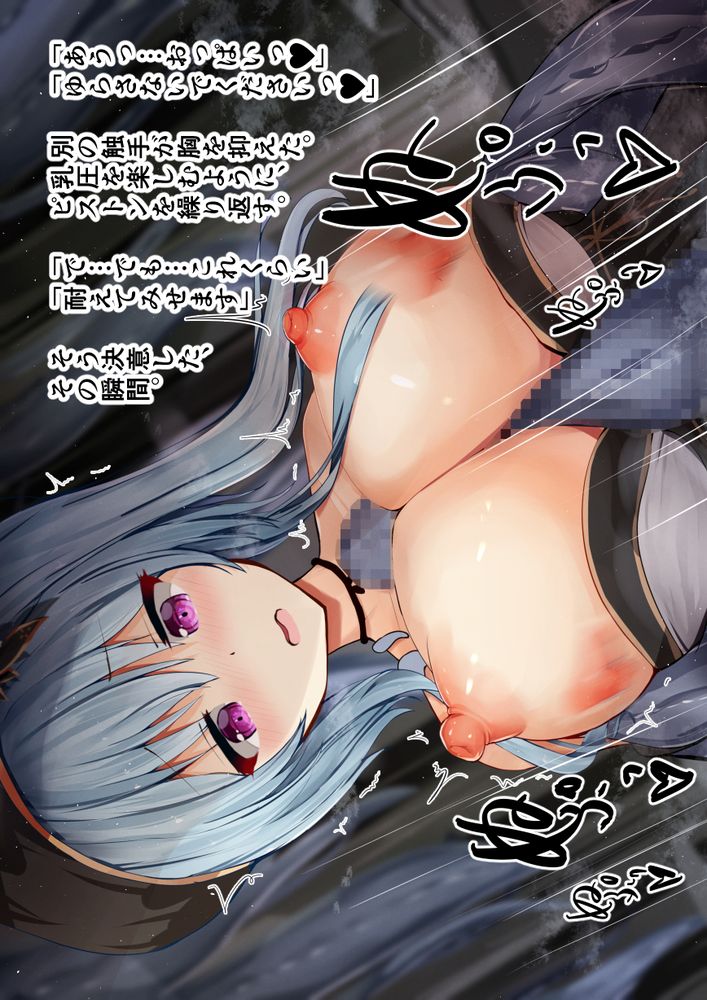 「あうっ…おっぱいっ♥」
「ゆらさないでくださいっ♥」
別の触手が胸を抑えた。
乳圧を楽しむように、
ピストンを繰り返す。
「で…でも…これくらい」
「耐えてみせます」
そう決意した、
その瞬間。
ぬぷっ♡
ぬぷっ♡
ぬぷっ♡